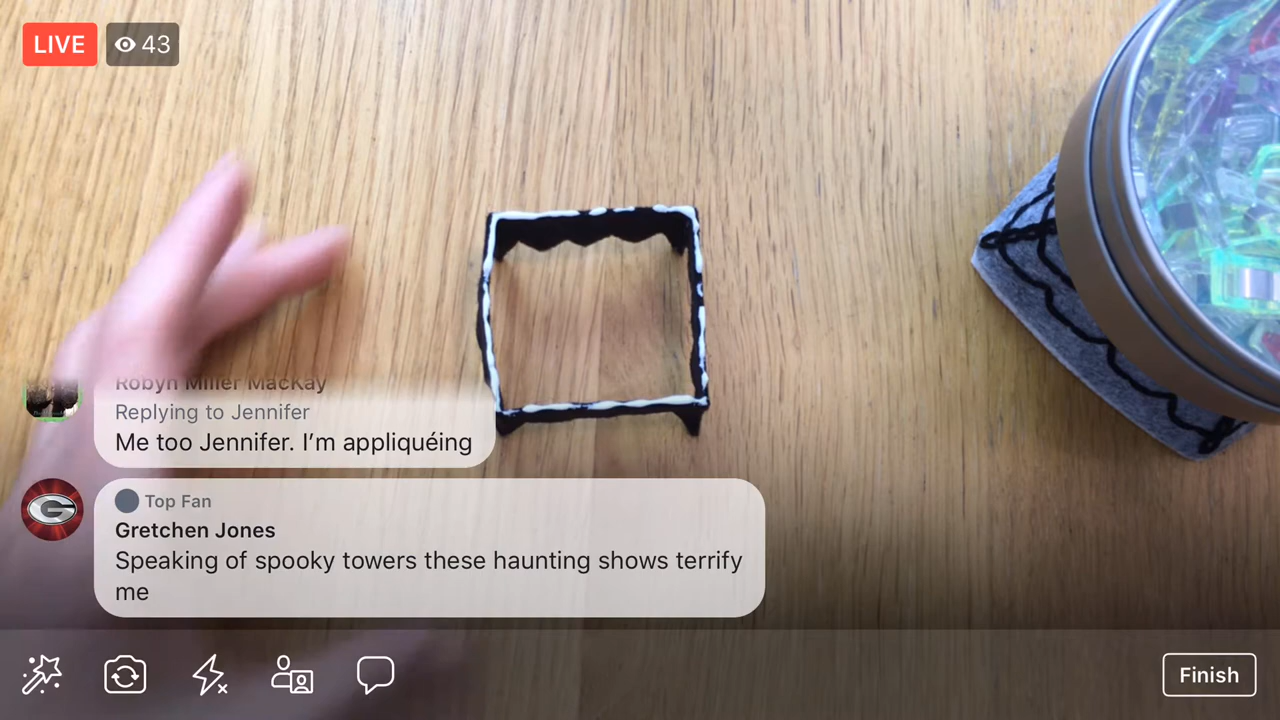 LIVE
43
Robyn Miller MacKay
Replying to Jennifer
Me too Jennifer. I'm appliquéing
Top Fan
Gretchen Jones
Speaking of spooky towers these haunting shows terrify
me
Finish